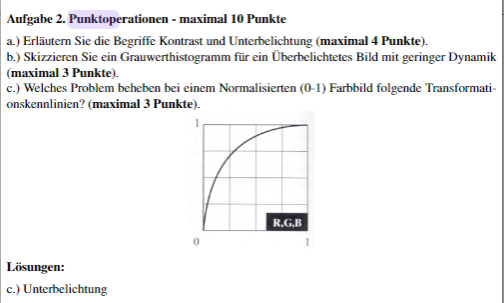 Aufgabe 2. Punktoperationen - maximal 10 Punkte
a.) Erläutern Sie die Begriffe Kontrast und Unterbelichtung (maximal 4 Punkte).
b.) Skizzieren Sie ein Grauwerthistogramm für ein Überbelichtetes Bild mit geringer Dynamik
(maximal 3 Punkte).
c.) Welches Problem beheben bei einem Normalisierten (0-1) Farbbild folgende Transformati-
onskennlinien? (maximal 3 Punkte).
1
R,G,B
0 1
Lösungen:
c.) Unterbelichtung